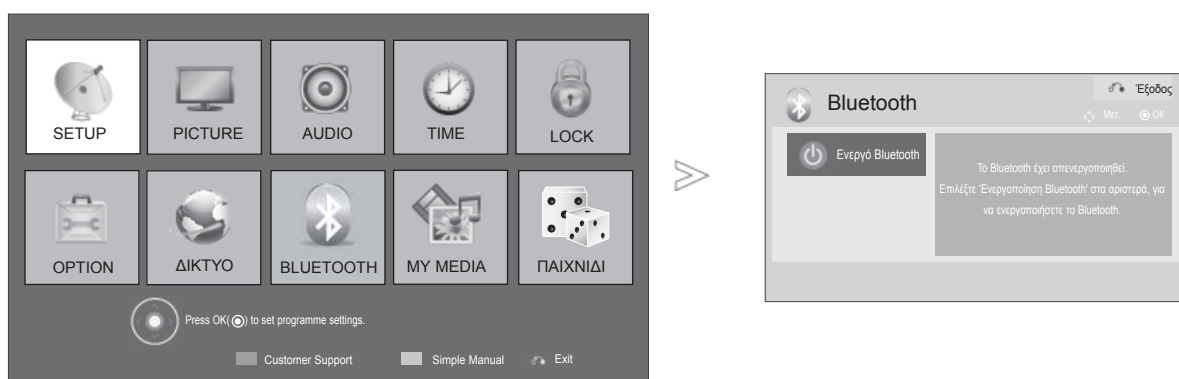 SETUP
PICTURE
AUDIO
TIME
LOCK
OPTION
ΔΙΚΤΥΟ
BLUETOOTH
MY MEDIA
ΠΑΙΧΝΙΔΙ
Press OK( ) to set programme settings.
Customer Support
Simple Manual
Exit
Bluetooth
Έξοδος
Μετ.
OK
Ενεργό Bluetooth
Το Bluetooth έχει απενεργοποιηθεί.
Επιλέξτε 'Ενεργοποίηση Bluetooth' στα αριστερά, για
να ενεργοποιήσετε το Bluetooth.